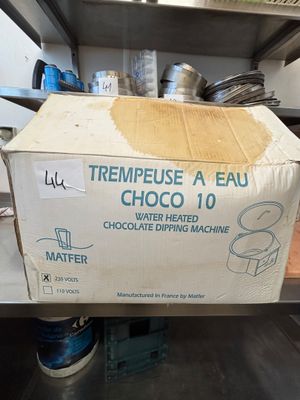 41
44
TREMPEUSE A EAU
CHOCO 10
WATER HEATED
CHOCOLATE DIPPING MACHINE
MATFER
X 220 VOLTS
110 VOLTS
Manufactured in France by Matfer